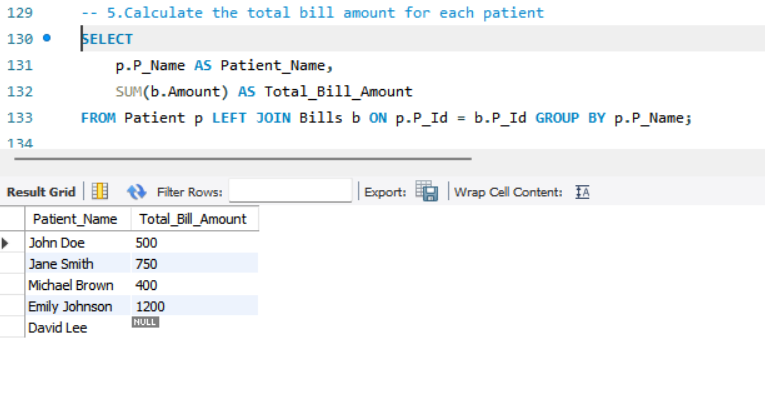 129 -- 5.Calculate the total bill amount for each patient
130 SELECT
131 p.P_Name AS Patient_Name,
132 SUM(b.Amount) AS Total_Bill_Amount
133 FROM Patient p LEFT JOIN Bills b ON p.P_Id = b.P_Id GROUP BY p.P_Name;
134
Result Grid Filter Rows: Export: Wrap Cell Content: IA
Patient_Name Total_Bill_Amount
John Doe 500
Jane Smith 750
Michael Brown 400
Emily Johnson 1200
David Lee NULL